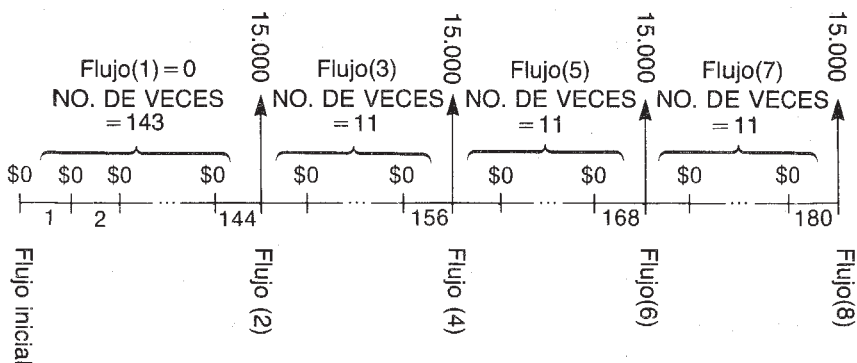 15.000
15.000
15.000
15.000
Flujo(1) = 0
NO. DE VECES
= 143
Flujo(3)
NO. DE VECES
= 11
Flujo(5)
NO. DE VECES
= 11
Flujo(7)
NO. DE VECES
= 11
$0 $0 $0 $0 $0 $0 $0 $0 $0 $0
1 2 ... 144 ... 156 ... 168 ... 180
Flujo inicial
Flujo (2)
Flujo (4)
Flujo(6)
Flujo(8)